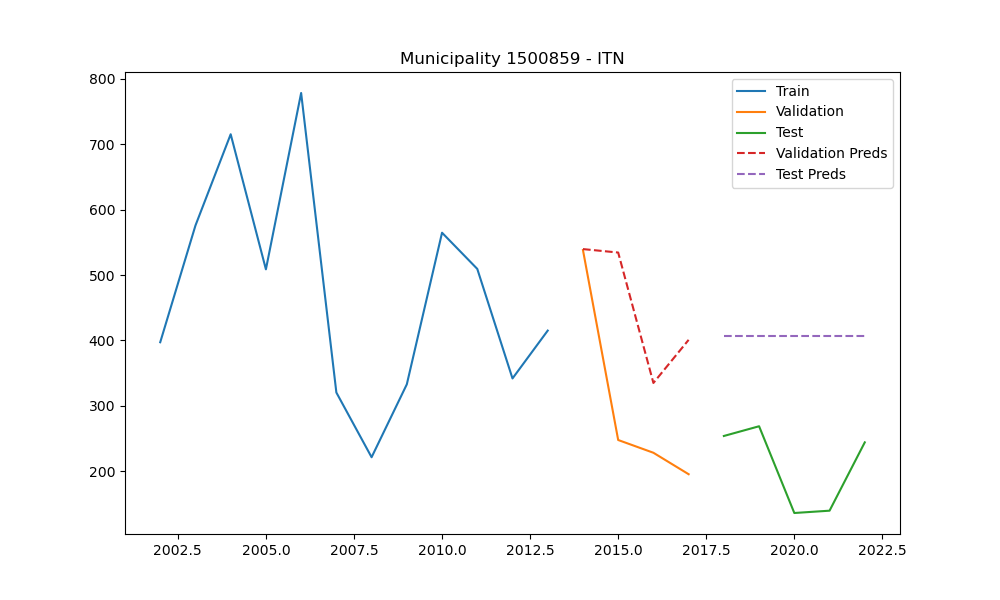 Municipality 1500859 - ITN
800
700
600
500
400
300
200
Train
Validation
Test
Validation Preds
Test Preds
2002.5 2005.0 2007.5 2010.0 2012.5 2015.0 2017.5 2020.0 2022.5